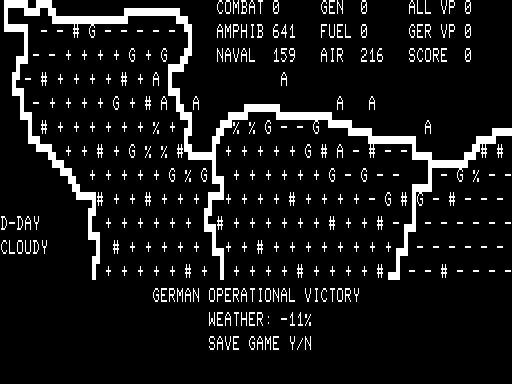 COMBAT 0 GEN 0 ALL VP 0
- - # G - - - - -
AMPHIB 641 FUEL 0 GER VP 0
- - + + + + G + G
NAVAL 159 AIR 216 SCORE 0
- # + + + + + # A A
- + + + + G + # A A A A
# + + + + + + % + % % G - - G A
+ + + + # G % % # + + + + + G # A - # - - # #
+ + + + + G % G + + + + + + + + G - G - G % - -
# + + # + + + # + + + + + + + + - G # G - # - - -
+ + + + + + + # + + + # + + + + + # - - - - - -
# + + + + + + + # + + + + + + + + - - - - -
+ + + + + # + + + + + # + + + + # - - # - - - -
D-DAY
CLOUDY
GERMAN OPERATIONAL VICTORY
WEATHER: -11%
SAVE GAME Y/N